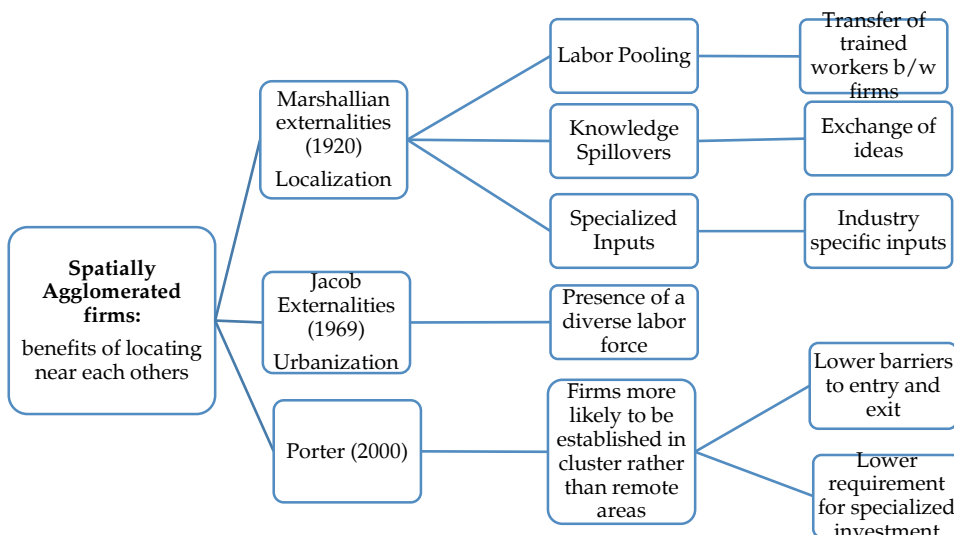 Spatially
Agglomerated
firms:
benefits of locating
near each others
Marshallian
externalities
(1920)
Localization
Labor Pooling
Transfer of
trained
workers b/w
firms
Knowledge
Spillovers
Exchange of
ideas
Specialized
Inputs
Industry
specific inputs
Jacob
Externalities
(1969)
Urbanization
Presence of a
diverse labor
force
Porter (2000)
Firms more
likely to be
established in
cluster rather
than remote
areas
Lower barriers
to entry and
exit
Lower
requirement
for specialized
investment